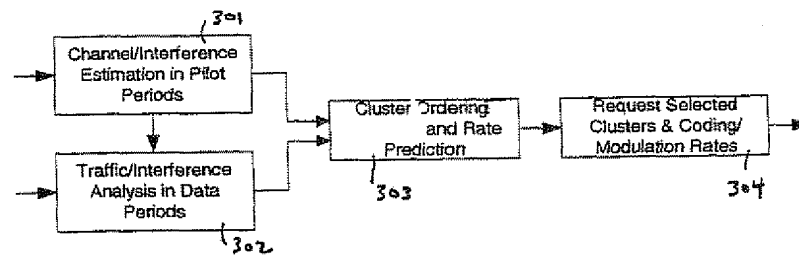 301
Channel/Interference
Estimation in Pilot
Periods
Traffic/Interference
Analysis in Data
Periods
302
Cluster Ordering
and Rate
Prediction
303
Request Selected
Clusters & Coding/
Modulation Rates
304